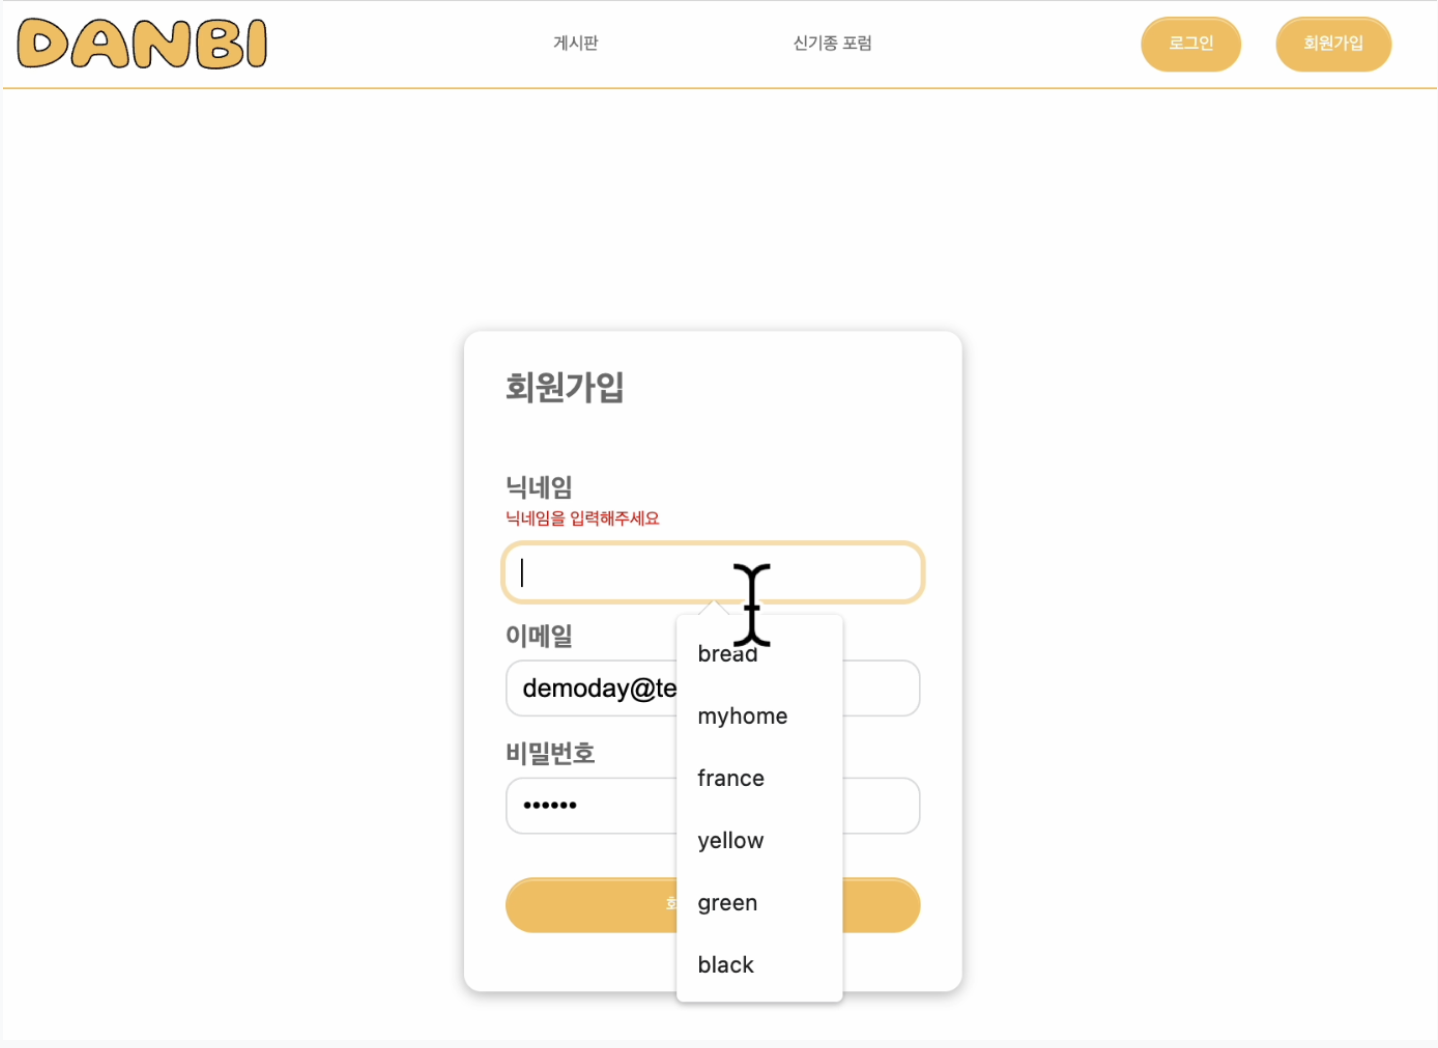 DANBI
게시판
신기종 포럼
로그인
회원가입
회원가입
닉네임
닉네임을 입력해주세요
이메일
demoday@te
비밀번호
••••••
bread
myhome
france
yellow
green
black